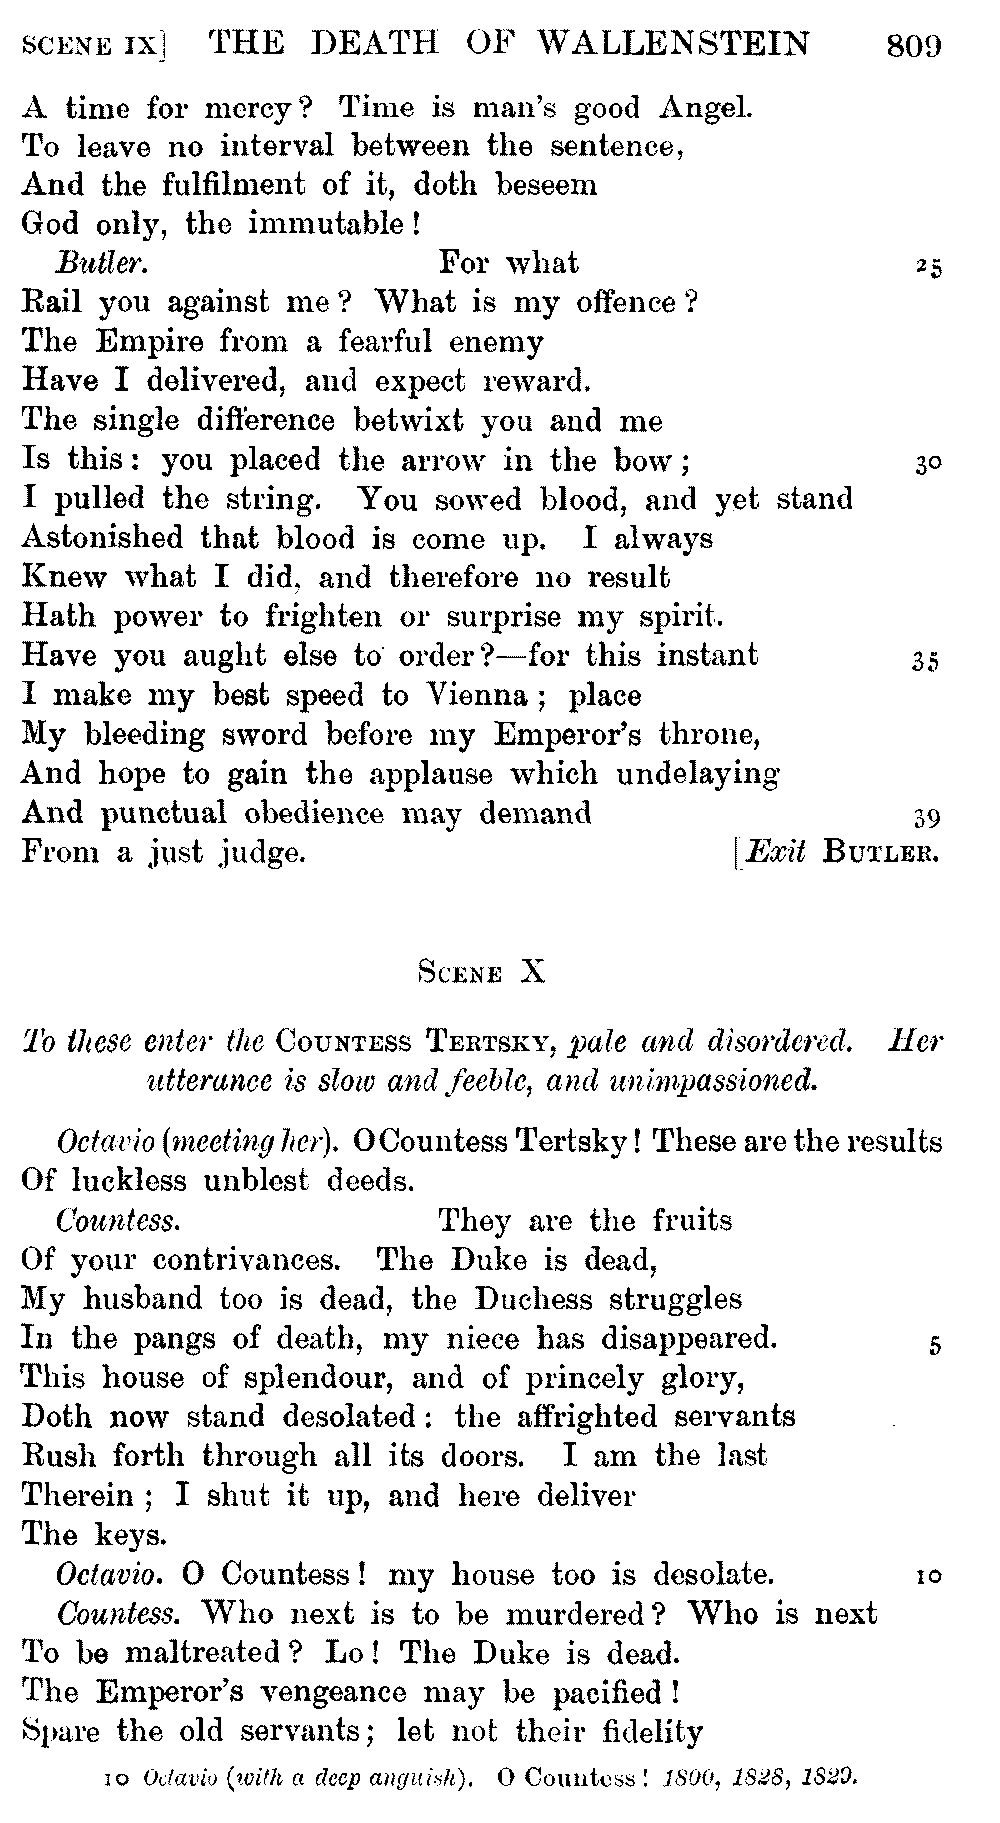 SCENE IX] THE DEATH OF WALLENSTEIN 809
A time for mercy? Time is man's good Angel.
To leave no interval between the sentence,
And the fulfilment of it, doth beseem
God only, the immutable!
Butler. For what 25
Rail you against me? What is my offence?
The Empire from a fearful enemy
Have I delivered, and expect reward.
The single difference betwixt you and me
Is this: you placed the arrow in the bow; 30
I pulled the string. You sowed blood, and yet stand
Astonished that blood is come up. I always
Knew what I did, and therefore no result
Hath power to frighten or surprise my spirit.
Have you aught else to order?—for this instant 35
I make my best speed to Vienna; place
My bleeding sword before my Emperor's throne,
And hope to gain the applause which undelaying
And punctual obedience may demand 39
From a just judge. [Exit BUTLER.
SCENE X
To these enter the COUNTESS TERTSKY, pale and disordered. Her
utterance is slow and feeble, and unimpassioned.
Octavio (meeting her). O Countess Tertsky! These are the results
Of luckless unblest deeds.
Countess. They are the fruits
Of your contrivances. The Duke is dead,
My husband too is dead, the Duchess struggles
In the pangs of death, my niece has disappeared. 5
This house of splendour, and of princely glory,
Doth now stand desolated: the affrighted servants
Rush forth through all its doors. I am the last
Therein; I shut it up, and here deliver
The keys.
Octavio. O Countess! my house too is desolate. 10
Countess. Who next is to be murdered? Who is next
To be maltreated? Lo! The Duke is dead.
The Emperor's vengeance may be pacified!
Spare the old servants; let not their fidelity
10 Octavio (with a deep anguish). O Countess! 1800, 1828, 1829.